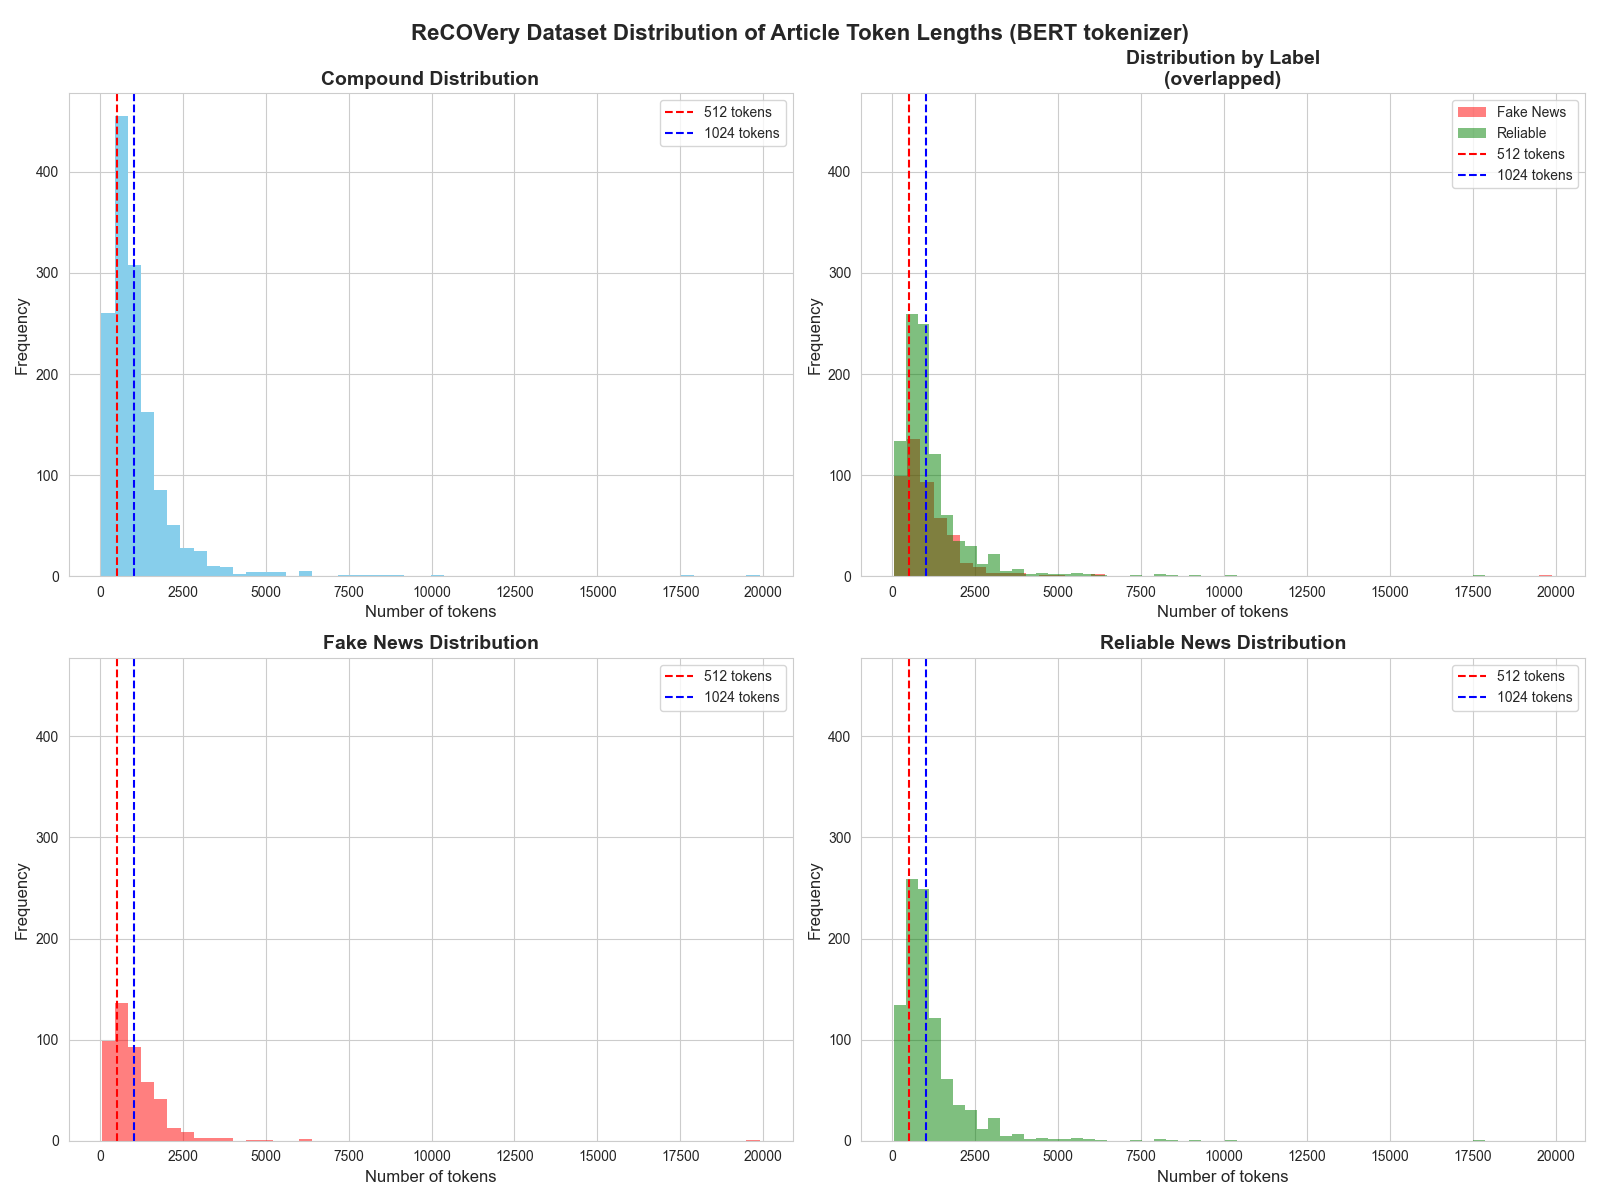 ReCOVery Dataset Distribution of Article Token Lengths (BERT tokenizer)
Compound Distribution
512 tokens
1024 tokens
Frequency
400
300
200
100
0
0 2500 5000 7500 10000 12500 15000 17500 20000
Number of tokens
Distribution by Label
(overlapped)
Fake News
Reliable
512 tokens
1024 tokens
Frequency
400
300
200
100
0
0 2500 5000 7500 10000 12500 15000 17500 20000
Number of tokens
Fake News Distribution
512 tokens
1024 tokens
Frequency
400
300
200
100
0
0 2500 5000 7500 10000 12500 15000 17500 20000
Number of tokens
Reliable News Distribution
512 tokens
1024 tokens
Frequency
400
300
200
100
0
0 2500 5000 7500 10000 12500 15000 17500 20000
Number of tokens